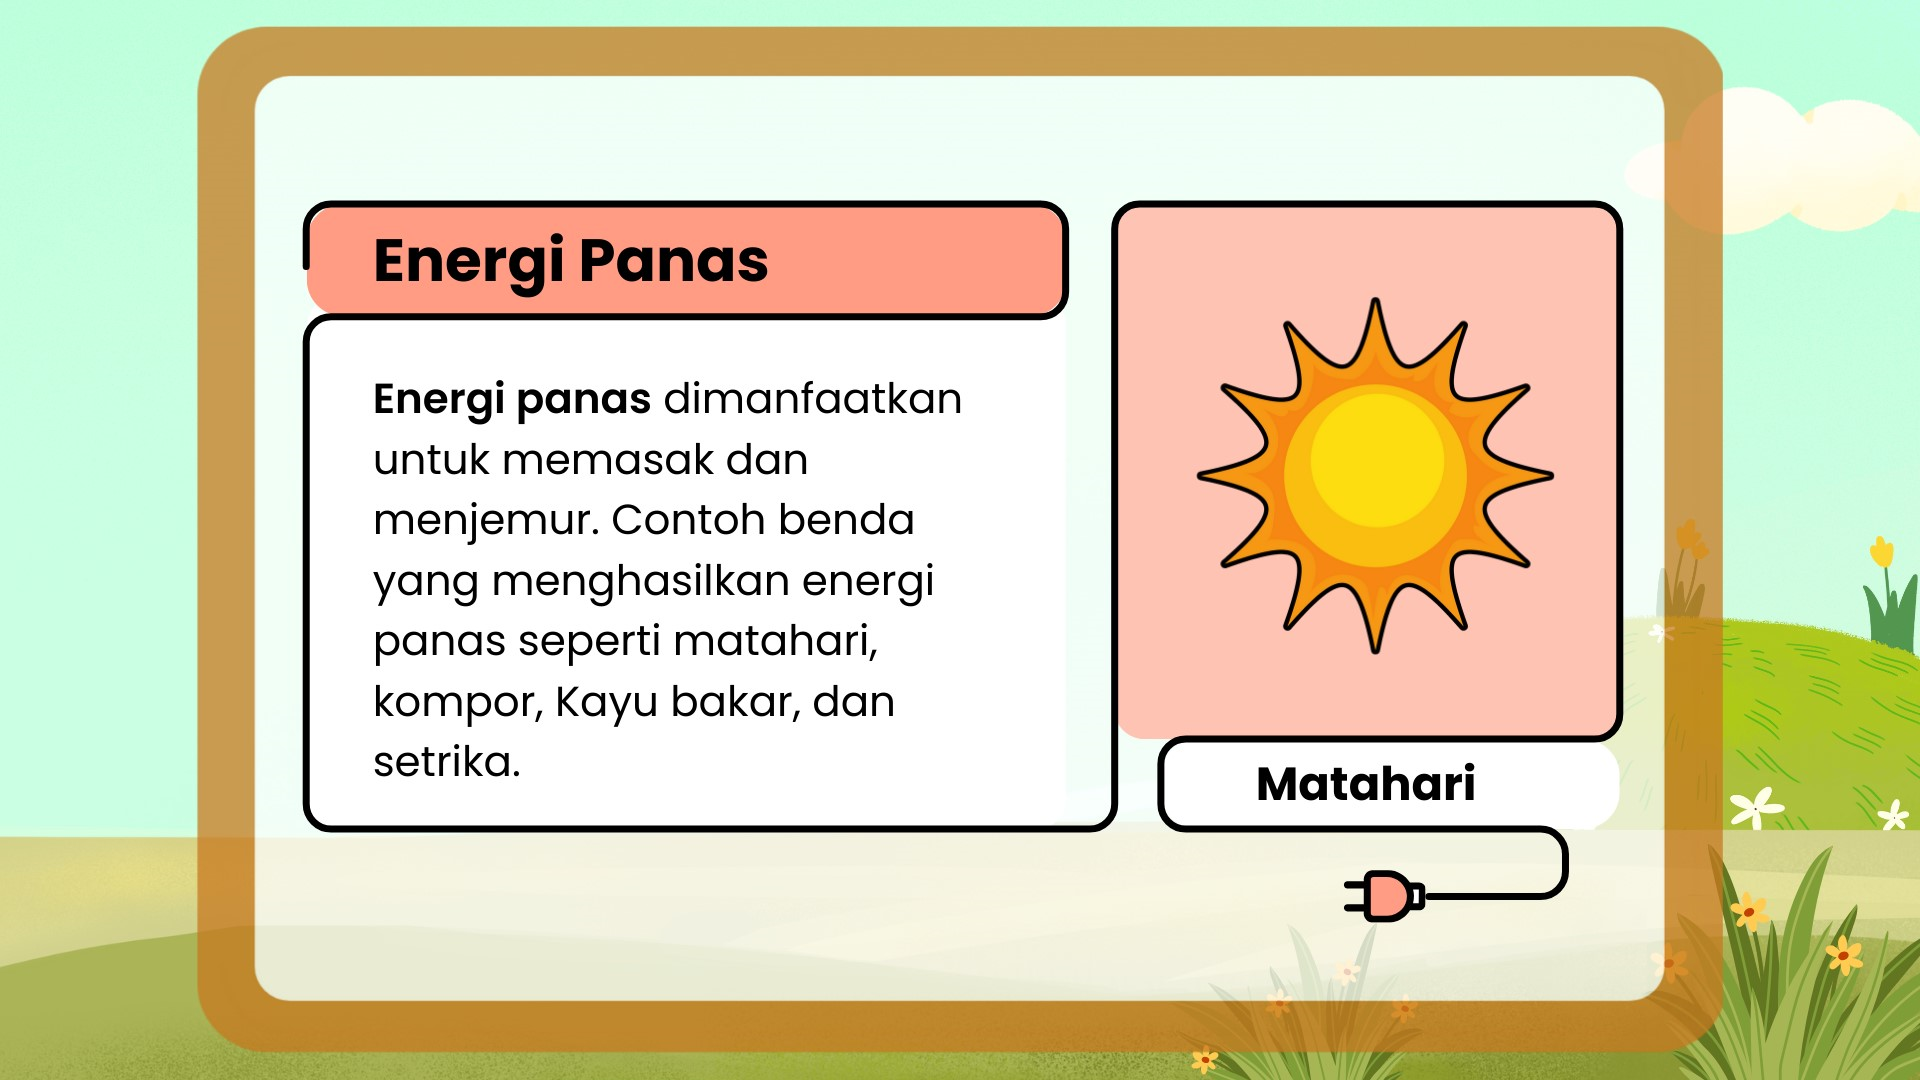 Energi Panas
Energi panas dimanfaatkan
untuk memasak dan
menjemur. Contoh benda
yang menghasilkan energi
panas seperti matahari,
kompor, Kayu bakar, dan
setrika.
Matahari